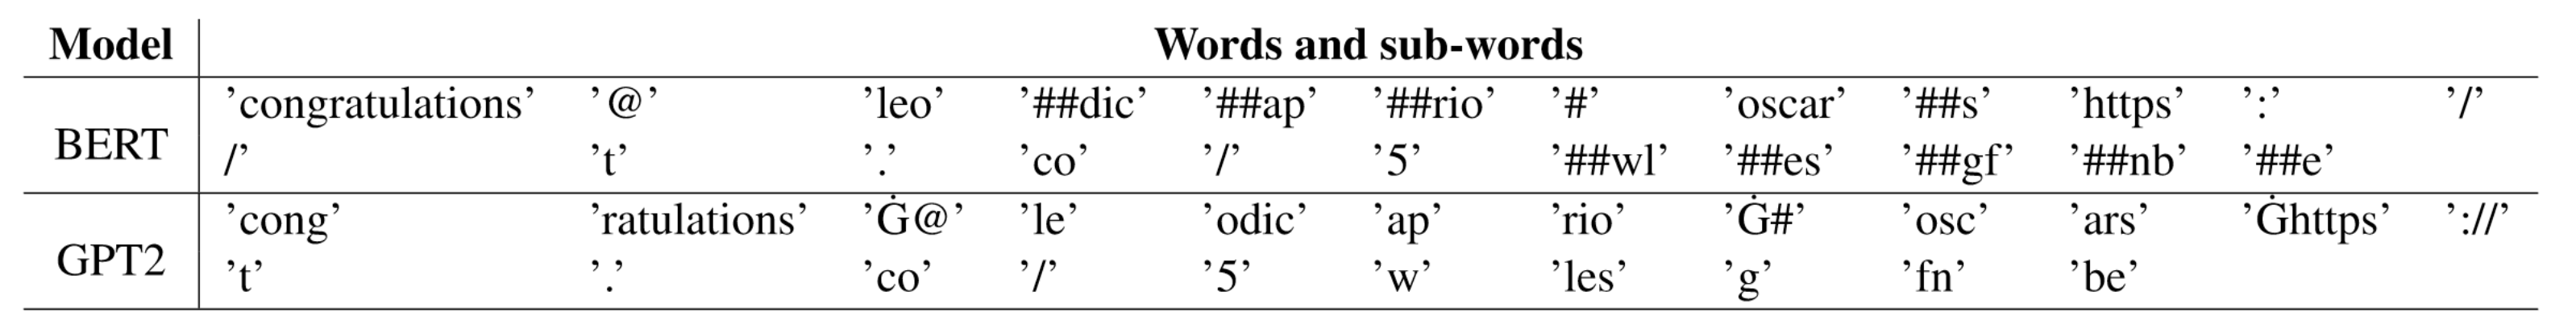 Model Words and sub-words
BERT
’congratulations’ ’@’ ’leo’ ’##dic’ ’##ap’ ’##rio’ ’#’ ’oscar’ ’##s’ ’https’ ’:’ ’/’
/’ ’t’ ’.’ ’co’ ’/’ ’5’ ’##wl’ ’##es’ ’##gf’ ’##nb’ ’##e’
GPT2
’cong’ ’ratulations’ ’Ġ@’ ’le’ ’odic’ ’ap’ ’rio’ ’Ġ#’ ’osc’ ’ars’ ’Ġhttps’ ’://’
’t’ ’.’ ’co’ ’/’ ’5’ ’w’ ’les’ ’g’ ’fn’ ’be’